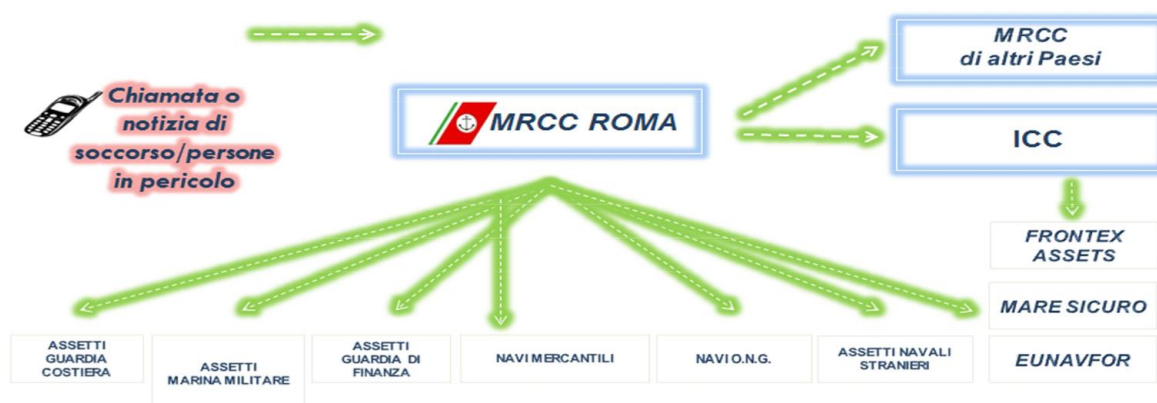 Chiamata o
notizia di
soccorso/persone
in pericolo
MRCC ROMA
MRCC
di altri Paesi
ICC
FRONTEX
ASSETS
MARE SICURO
EUNAVFOR
ASSETTI
GUARDIA
COSTIERA
ASSETTI
MARINA MILITARE
ASSETTI
GUARDIA DI
FINANZA
NAVI MERCANTILI
NAVI O.N.G.
ASSETTI NAVALI
STRANIERI